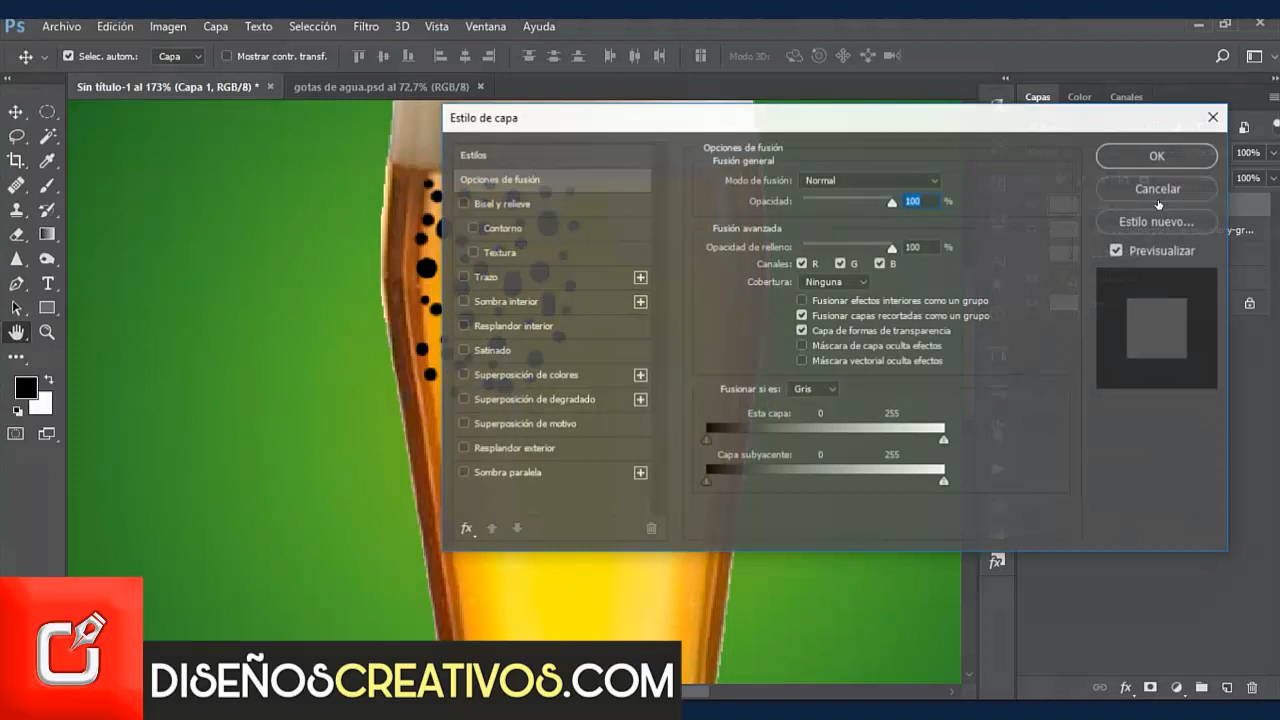 Ps Archivo Edición Imagen Capa Texto Selección Filtro 3D Vista Ventana Ayuda
Selec. autom.: Capa Mostrar contr. transf. Modo 3D:
Sin título-1 al 173% (Capa 1, RGB/8) * × gotas de agua.psd al 72,7% (RGB/8) ×
Capas Color Canales
Estilo de capa
Estilos
Opciones de fusión
Bisel y relieve
Contorno
Textura
Trazo
Sombra interior
Resplandor interior
Satinado
Superposición de colores
Superposición de degradado
Superposición de motivo
Resplandor exterior
Sombra paralela
fx
Opciones de fusión
Fusión general
Modo de fusión: Normal
Opacidad: 100 %
Fusión avanzada
Opacidad de relleno: 100 %
Canales: R G B
Cobertura: Ninguna
Fusionar efectos interiores como un grupo
Fusionar capas recortadas como un grupo
Capa de formas de transparencia
Máscara de capa oculta efectos
Máscara vectorial oculta efectos
Fusionar si es: Gris
Esta capa: 0 255
Capa subyacente: 0 255
OK
Cancelar
Estilo nuevo...
Previsualizar
100%
100%
fx
DISEÑOSCREATIVOS.COM